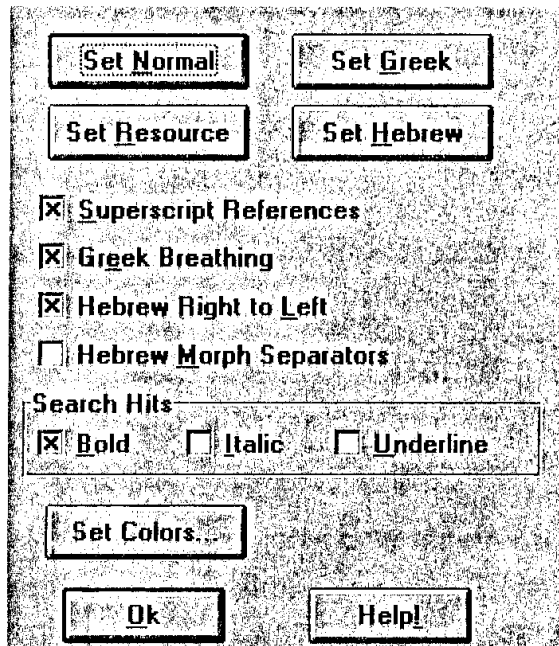 Set Normal Set Greek
Set Resource Set Hebrew
Superscript References
Greek Breathing
Hebrew Right to Left
Hebrew Morph Separators
Search Hits
Bold Italic Underline
Set Colors...
Ok Help!